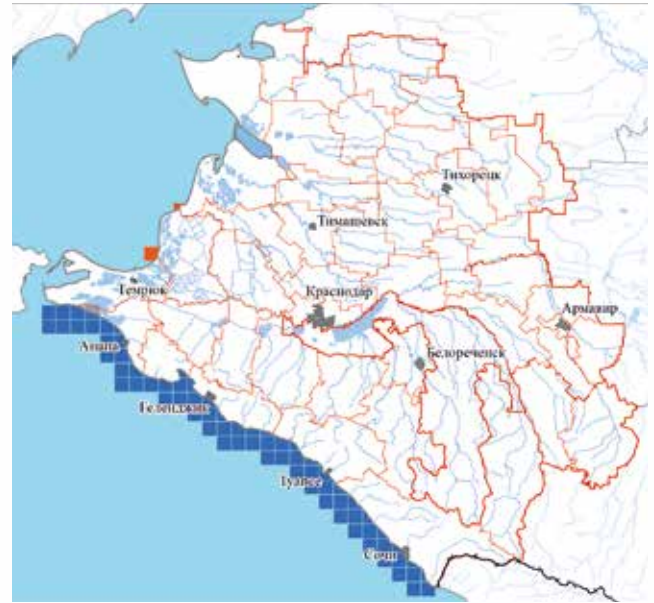 Тихорецк
Тимашевск
Темрюк
Краснодар
Армавир
Белореченск
Анапа
Геленджик
Туапсе
Сочи